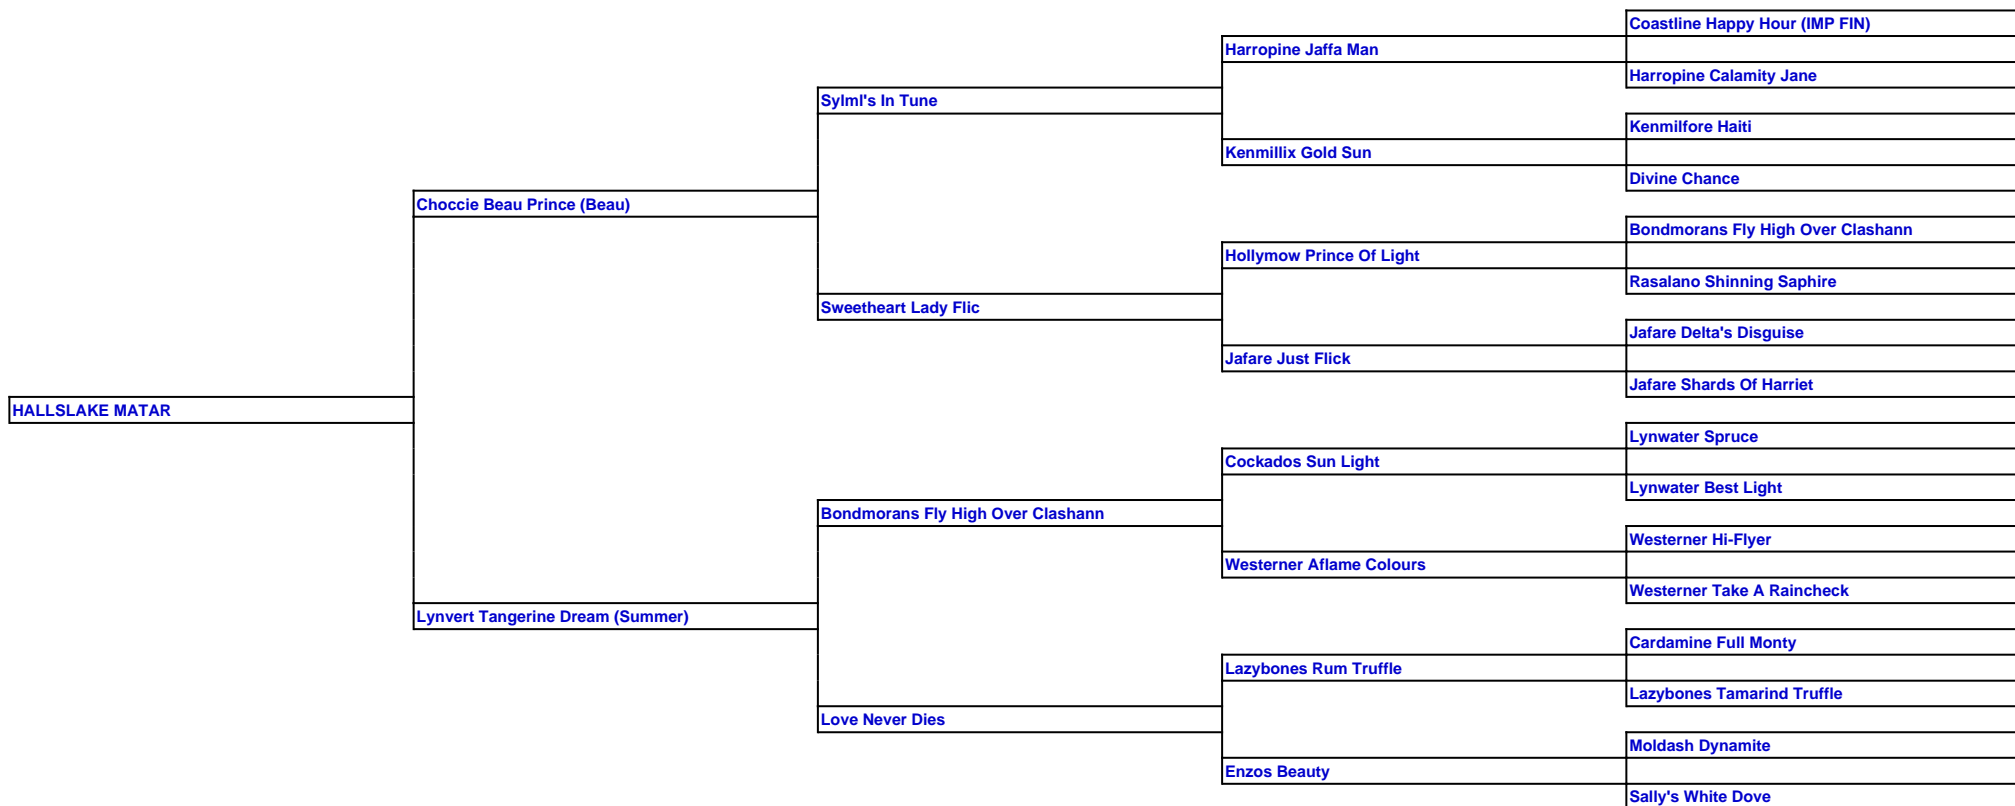 Coastline Happy Hour (IMP FIN)
Harropine Jaffa Man
Harropine Calamity Jane
Sylml's In Tune
Kenmilfore Haiti
Kenmillix Gold Sun
Divine Chance
Choccie Beau Prince (Beau)
Bondmorans Fly High Over Clashann
Hollymow Prince Of Light
Rasalano Shinning Saphire
Sweetheart Lady Flic
Jafare Delta's Disguise
Jafare Just Flick
Jafare Shards Of Harriet
HALLSLAKE MATAR
Lynwater Spruce
Cockados Sun Light
Lynwater Best Light
Bondmorans Fly High Over Clashann
Westerner Hi-Flyer
Westerner Aflame Colours
Westerner Take A Raincheck
Lynvert Tangerine Dream (Summer)
Cardamine Full Monty
Lazybones Rum Truffle
Lazybones Tamarind Truffle
Love Never Dies
Moldash Dynamite
Enzos Beauty
Sally's White Dove